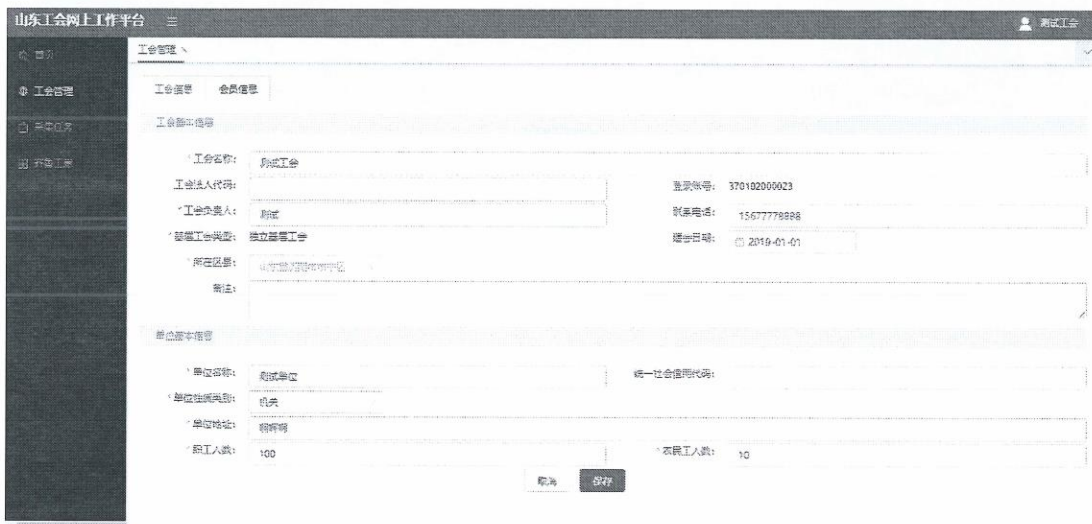 山东工会网上工作平台
测试工会
首页
工会管理
工会管理
工会信息 会员信息
工会基本信息
*工会名称: 测试工会
工会法人代码: 登录账号: 370102000023
*工会负责人: 测试 联系电话: 15677778888
*基层工会类型: 独立基层工会 建会日期: 2019-01-01
*所在区县:
备注:
单位基本信息
*单位名称: 测试单位 统一社会信用代码:
*单位性质类别: 机关
*单位地址: 啊啊啊
*职工人数: 100 *农民工人数: 10
取消 保存